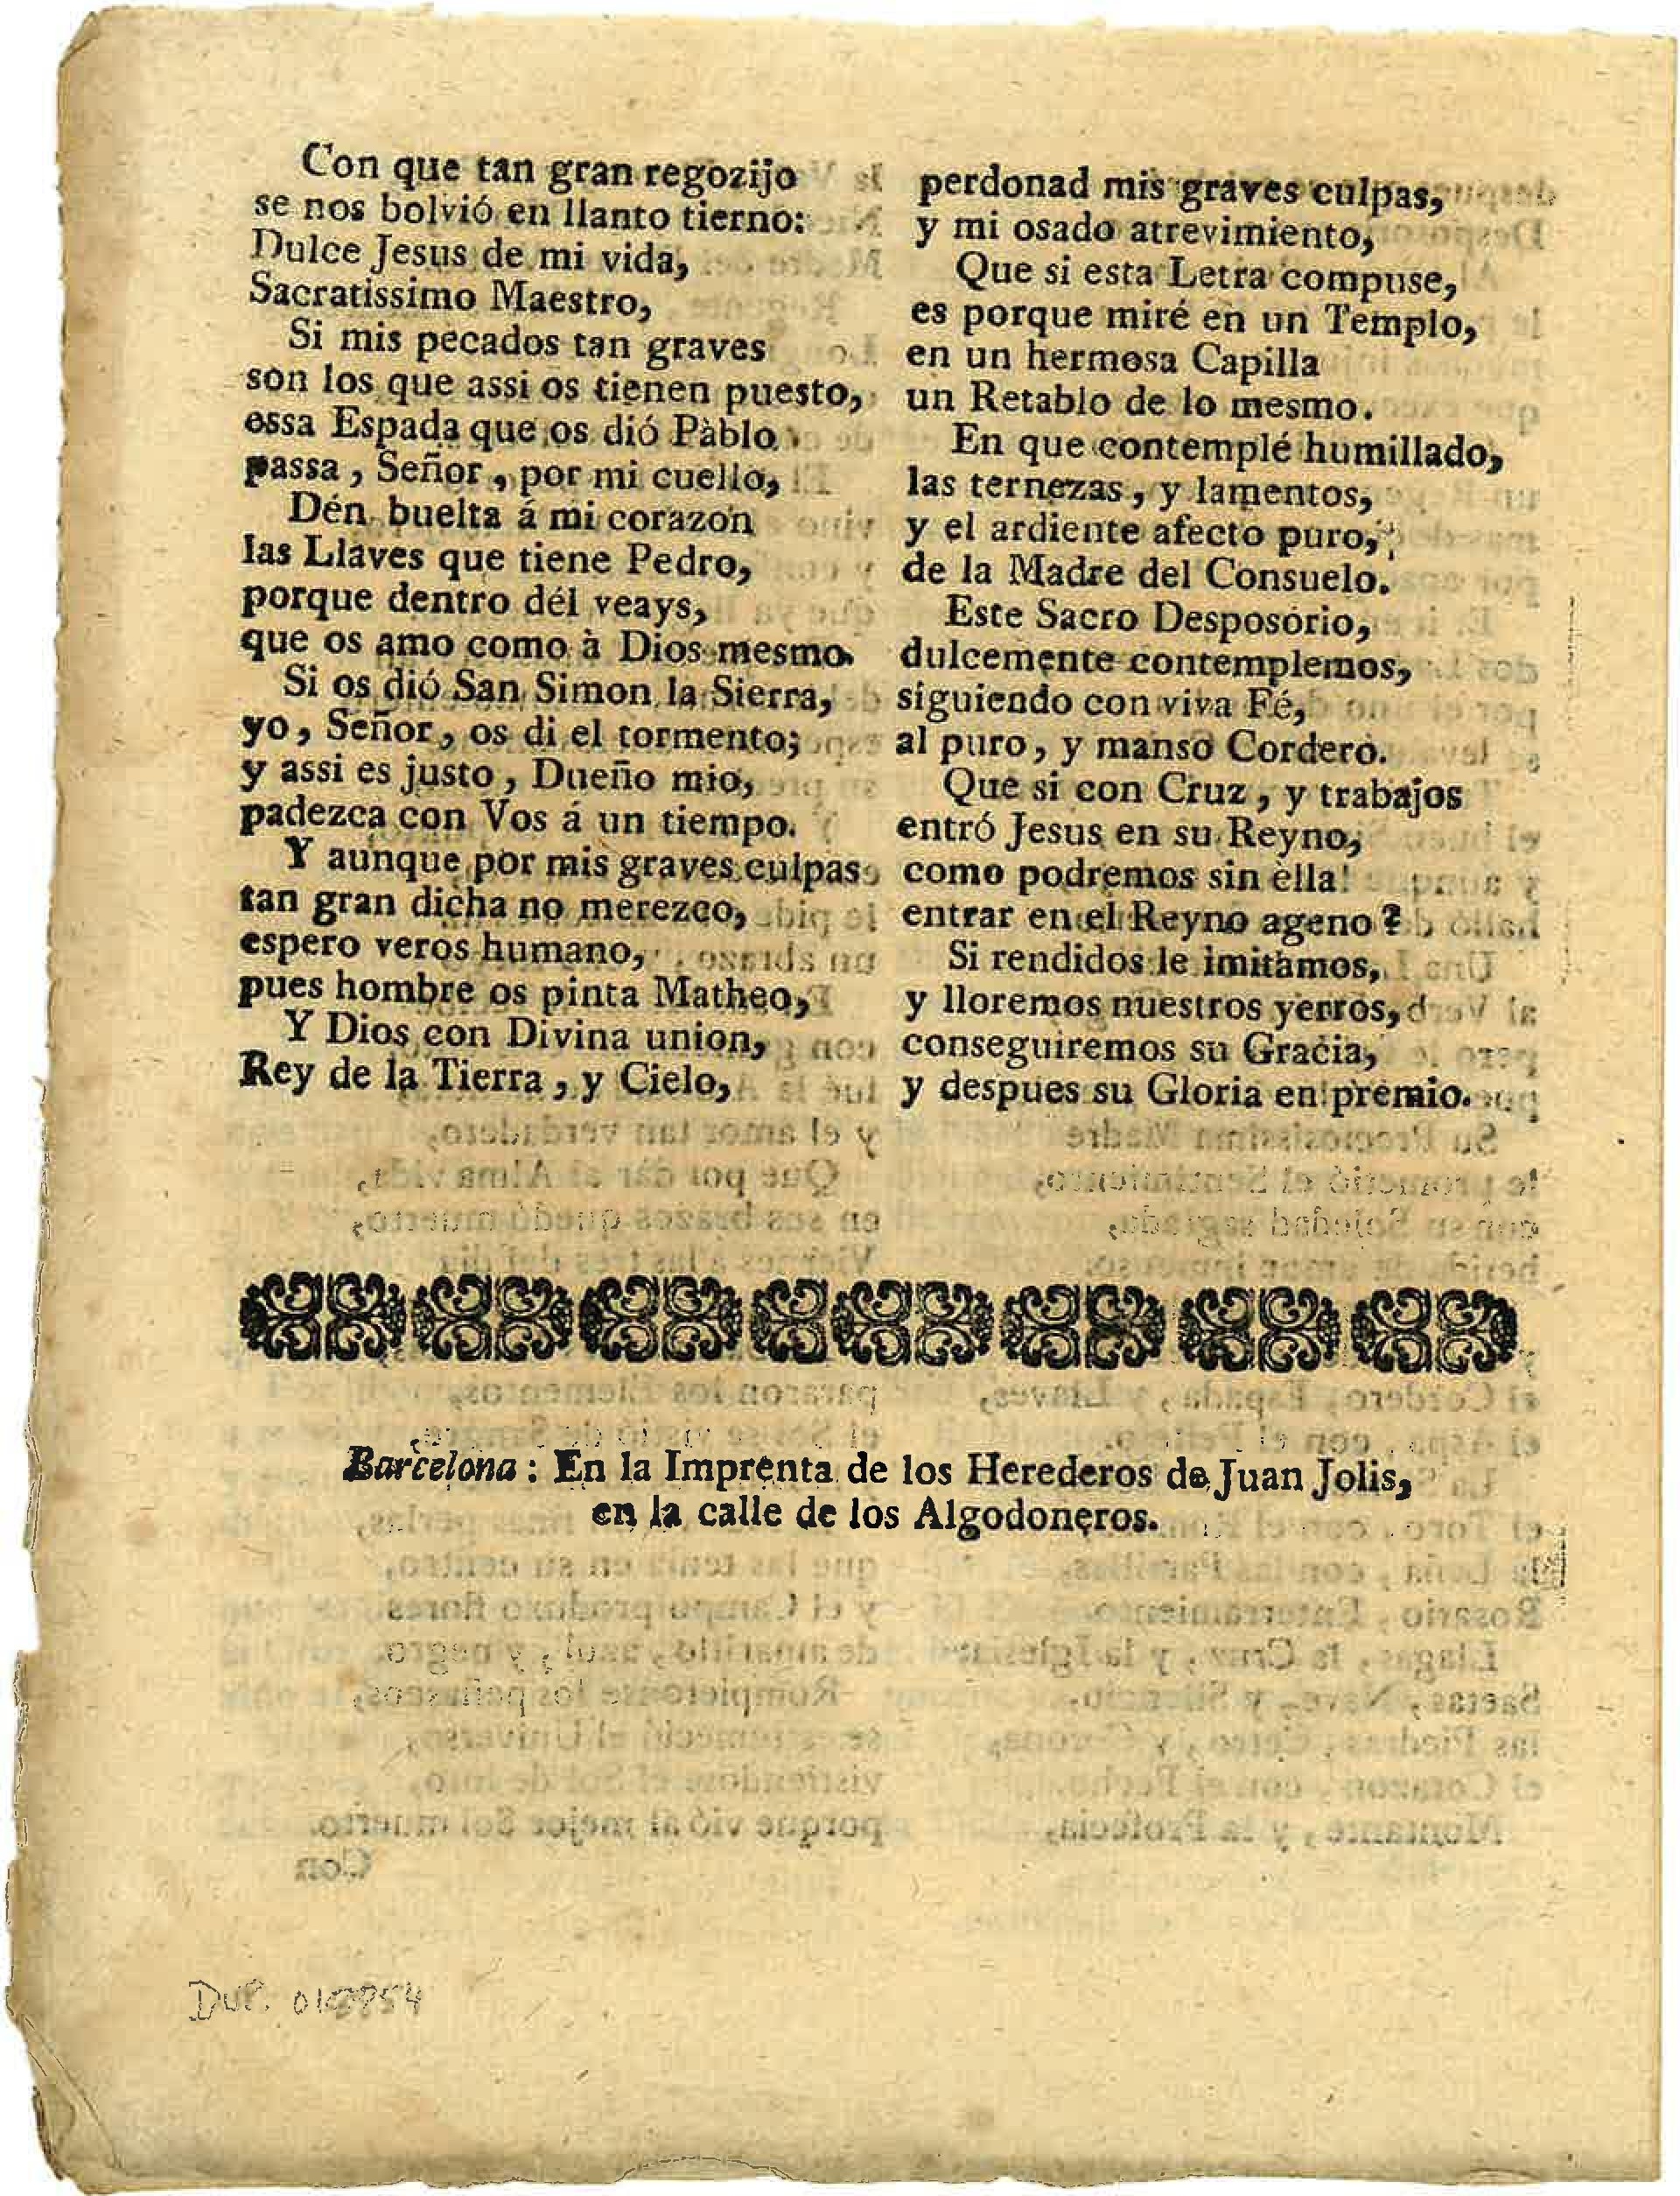 Con que tan gran regozijo
se nos bolvió en llanto tierno:
Dulce Jesus de mi vida,
Sacratissimo Maestro,
Si mis pecados tan graves
son los que assi os tienen puesto,
essa Espada que os dió Pàblo
passa, Señor, por mi cuello,
Dén buelta á mi corazon
las Llaves que tiene Pedro,
porque dentro dél veays,
que os amo como à Dios mesmo.
Si os dió San Simon la Sierra,
yo, Señor, os di el tormento;
y assi es justo, Dueño mio,
padezca con Vos á un tiempo.
Y aunque por mis graves culpas
tan gran dicha no merezco,
espero veros humano,
pues hombre os pinta Matheo,
Y Dios con Divina union,
Rey de la Tierra, y Cielo,
perdonad mis graves culpas,
y mi osado atrevimiento,
Que si esta Letra compuse,
es porque miré en un Templo,
en un hermosa Capilla
un Retablo de lo mesmo.
En que contemplé humillado,
las ternezas, y lamentos,
y el ardiente afecto puro,
de la Madre del Consuelo.
Este Sacro Desposorio,
dulcemente contemplemos,
siguiendo con viva Fé,
al puro, y manso Cordero.
Que si con Cruz, y trabajos
entró Jesus en su Reyno,
como podremos sin ella
entrar en el Reyno ageno?
Si rendidos le imitamos,
y lloremos nuestros yerros,
conseguiremos su Gracia,
y despues su Gloria en premio.
Barcelona: En la Imprenta de los Herederos de Juan Jolis,
en la calle de los Algodoneros.
DUP.